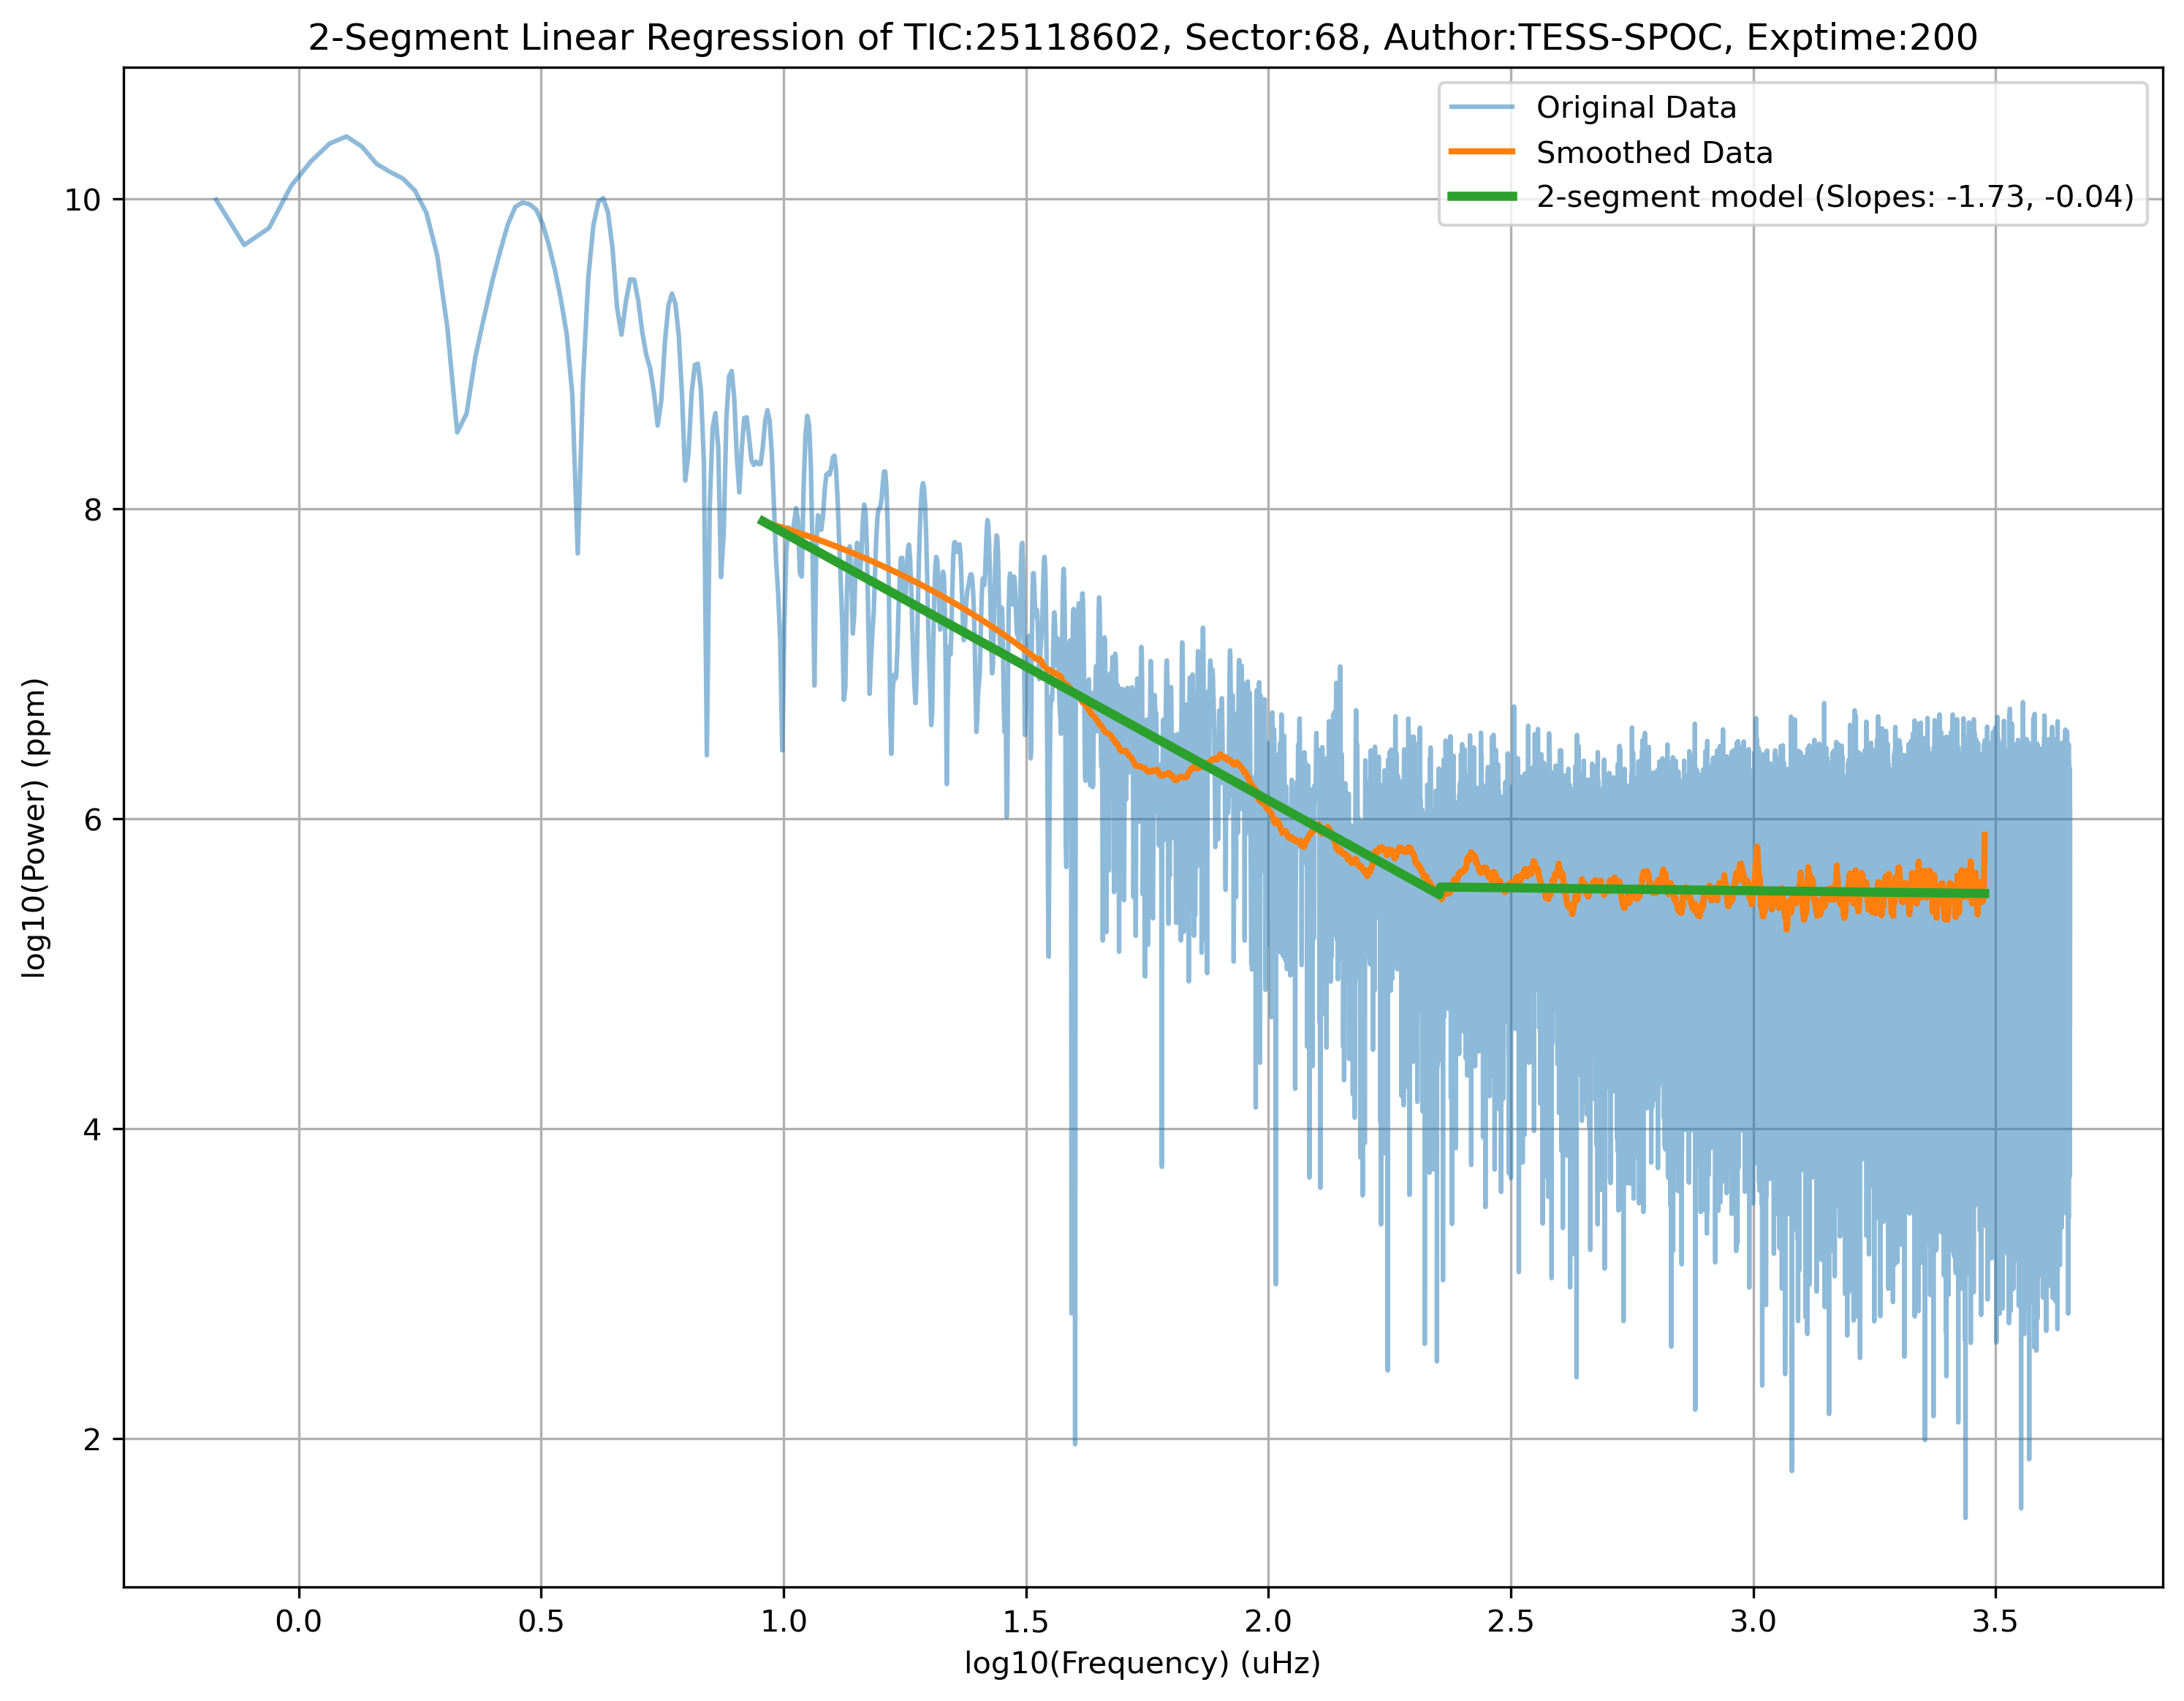 2-Segment Linear Regression of TIC:25118602, Sector:68, Author:TESS-SPOC, Exptime:200
Original Data
Smoothed Data
2-segment model (Slopes: -1.73, -0.04)
log10(Power) (ppm)
10
8
6
4
2
0.0 0.5 1.0 1.5 2.0 2.5 3.0 3.5
log10(Frequency) (uHz)